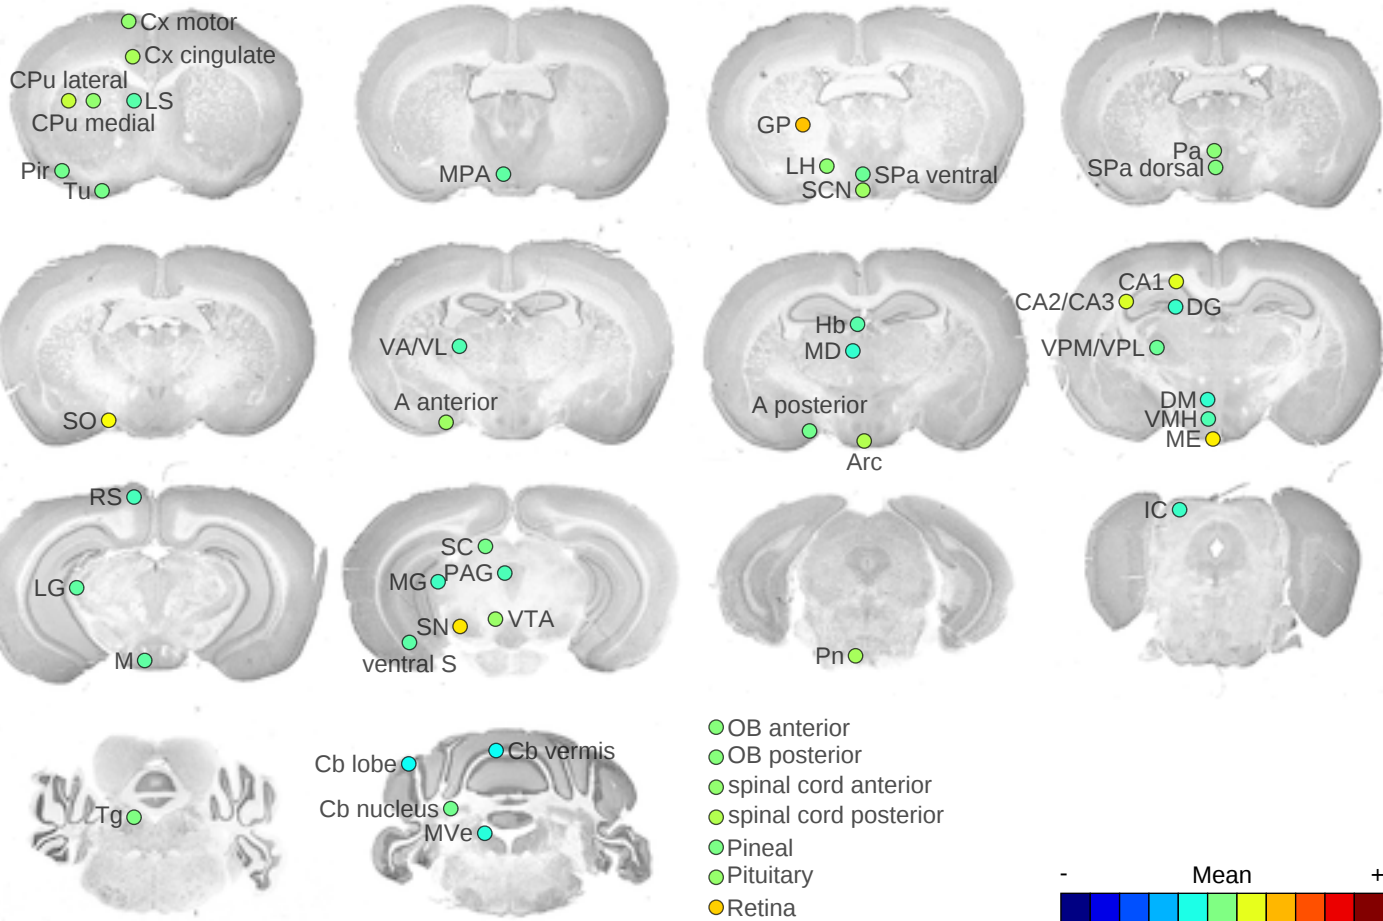 Cx motor
Cx cingulate
CPu lateral
LS
CPu medial
Pir
Tu
MPA
GP
LH
SPa ventral
SCN
Pa
SPa dorsal
SO
VA/VL
A anterior
Hb
MD
A posterior
Arc
CA1
CA2/CA3
DG
VPM/VPL
DM
VMH
ME
RS
LG
M
SC
PAG
MG
SN
VTA
ventral S
Pn
IC
Tg
Cb lobe
Cb vermis
Cb nucleus
MVe
OB anterior
OB posterior
spinal cord anterior
spinal cord posterior
Pineal
Pituitary
Retina
- Mean +